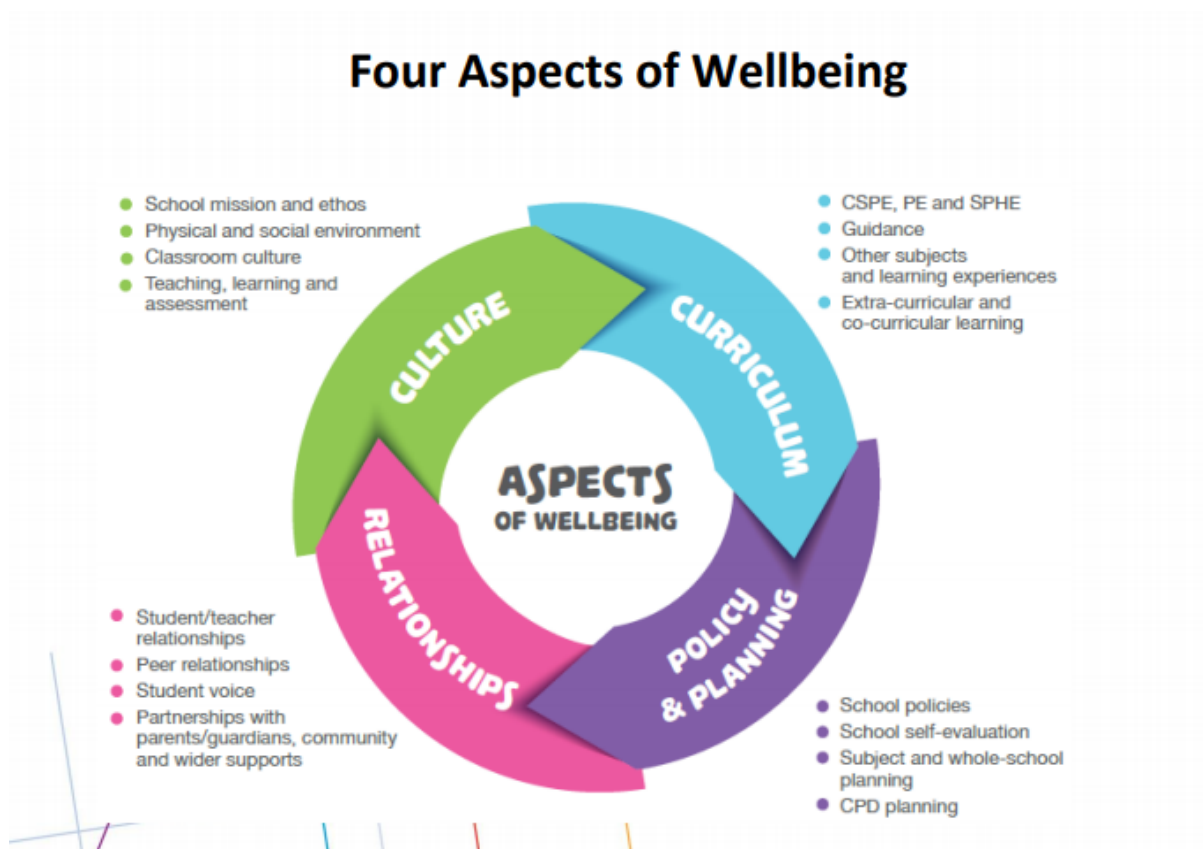 Four Aspects of Wellbeing
School mission and ethos
Physical and social environment
Classroom culture
Teaching, learning and
assessment
CSPE, PE and SPHE
Guidance
Other subjects
and learning experiences
Extra-curricular and
co-curricular learning
CULTURE
CURRICULUM
ASPECTS
OF WELLBEING
RELATIONSHIPS
POLICY
& PLANNING
Student/teacher
relationships
Peer relationships
Student voice
Partnerships with
parents/guardians, community
and wider supports
School policies
School self-evaluation
Subject and whole-school
planning
CPD planning